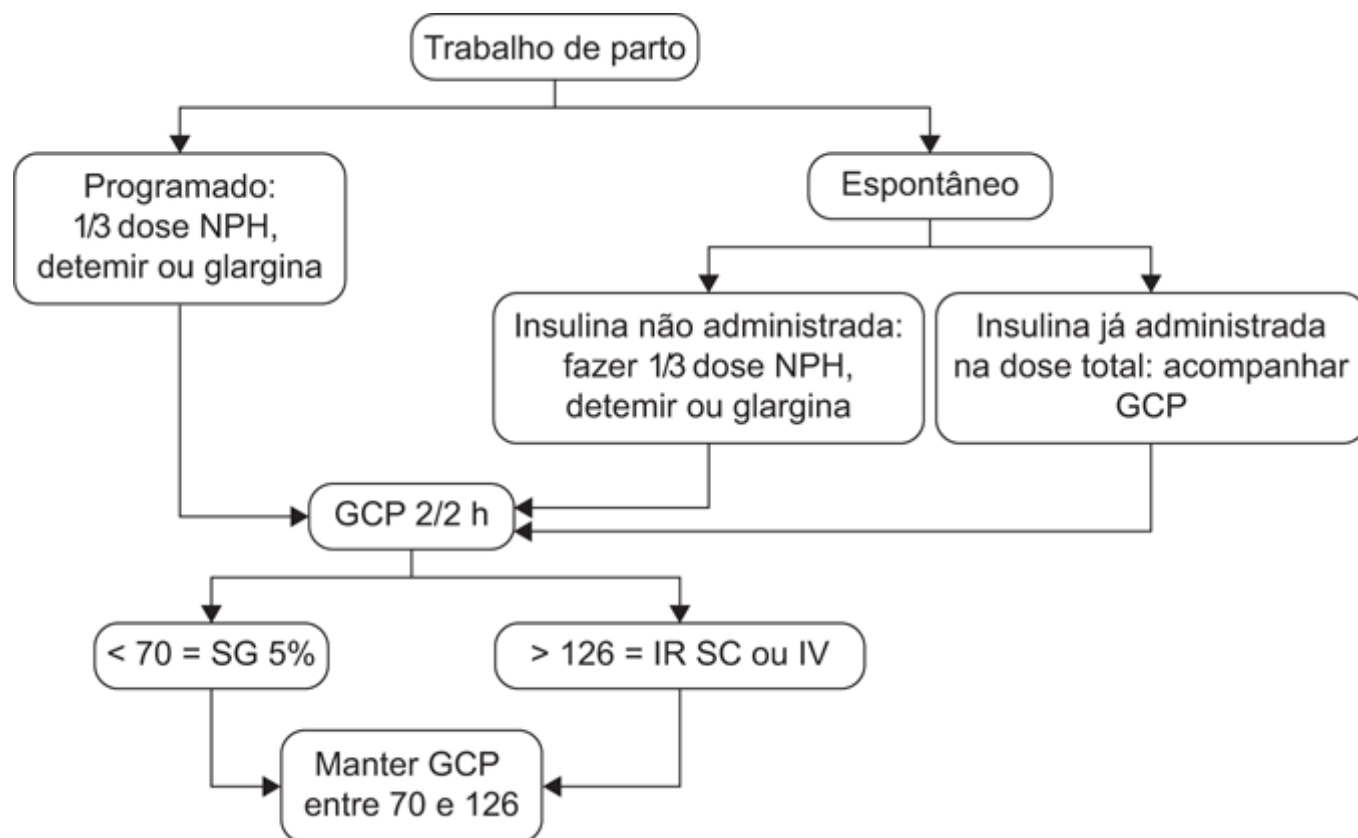 Trabalho de parto
Programado:
1/3 dose NPH,
detemir ou glargina
Espontâneo
Insulina não administrada:
fazer 1/3 dose NPH,
detemir ou glargina
Insulina já administrada
na dose total: acompanhar
GCP
GCP 2/2 h
< 70 = SG 5%
> 126 = IR SC ou IV
Manter GCP
entre 70 e 126